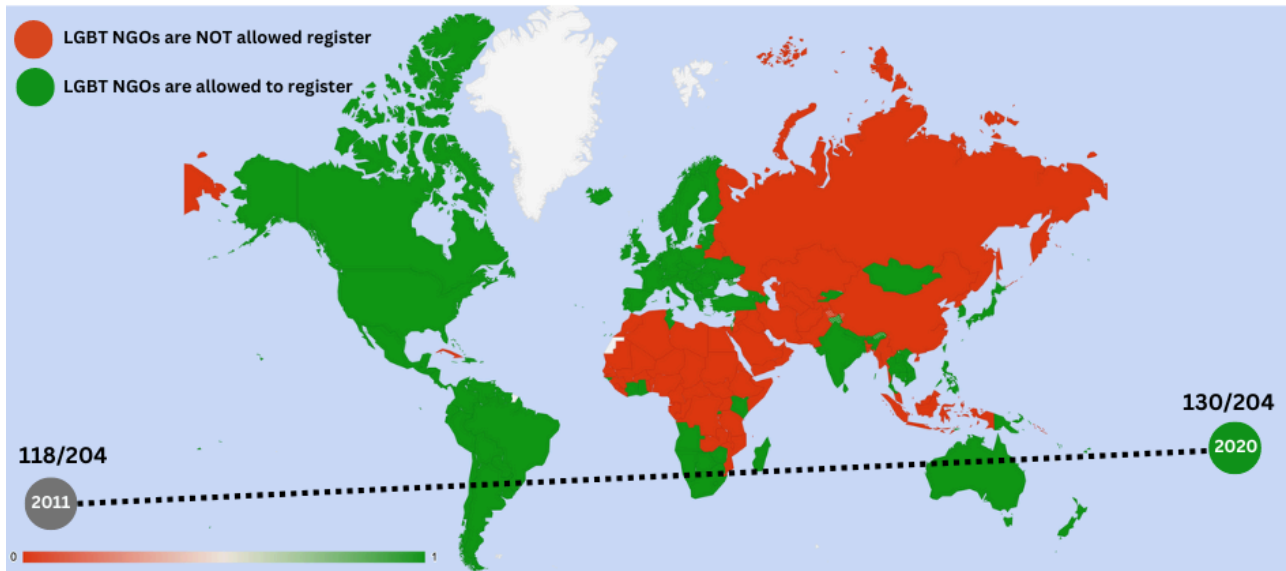 LGBT NGOs are NOT allowed register
LGBT NGOs are allowed to register
130/204
2020
118/204
2011
0 1